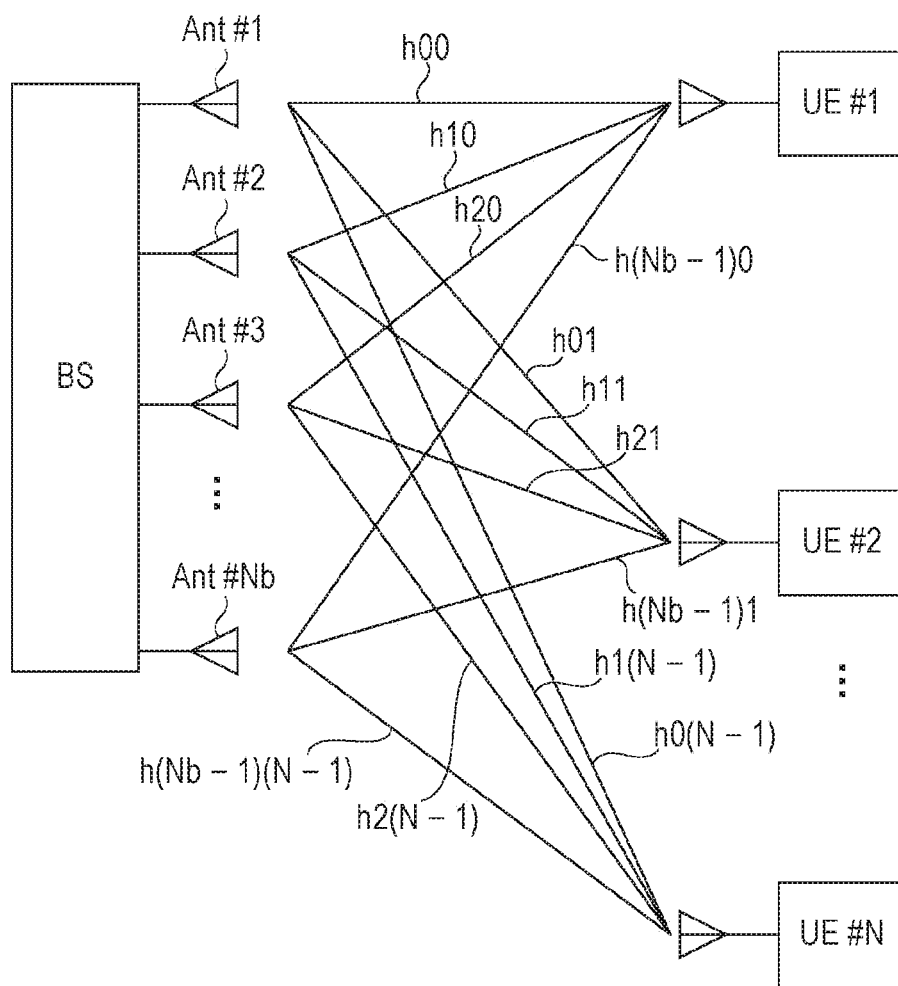 Ant #1
h00
UE #1
h10
Ant #2
h20
h(Nb – 1)0
Ant #3
h01
BS
h11
h21
⋮
UE #2
Ant #Nb
h(Nb – 1)1
⋮
h1(N – 1)
h0(N – 1)
h(Nb – 1)(N – 1)
h2(N – 1)
UE #N